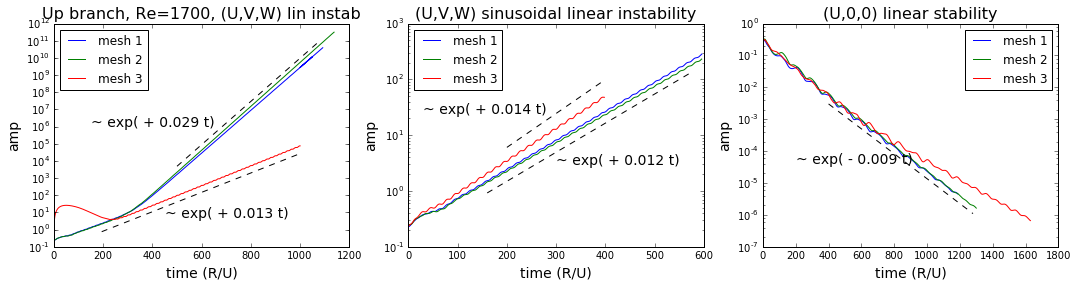 Up branch, Re=1700, (U,V,W) lin instab
10^12
10^11
10^10
10^9
10^8
10^7
10^6
10^5
10^4
10^3
10^2
10^1
10^0
10^-1
amp
mesh 1
mesh 2
mesh 3
~ exp( + 0.029 t)
~ exp( + 0.013 t)
0 200 400 600 800 1000 1200
time (R/U)
(U,V,W) sinusoidal linear instability
10^3
10^2
10^1
10^0
10^-1
amp
mesh 1
mesh 2
mesh 3
~ exp( + 0.014 t)
~ exp( + 0.012 t)
0 100 200 300 400 500 600
time (R/U)
(U,0,0) linear stability
10^0
10^-1
10^-2
10^-3
10^-4
10^-5
10^-6
10^-7
amp
mesh 1
mesh 2
mesh 3
~ exp( - 0.009 t)
0 200 400 600 800 1000 1200 1400 1600 1800
time (R/U)